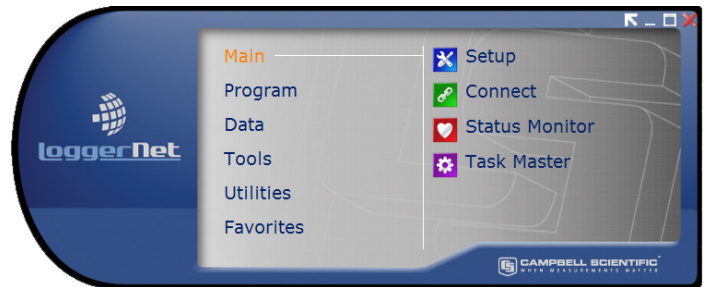 LoggerNet
Main
Program
Data
Tools
Utilities
Favorites
Setup
Connect
Status Monitor
Task Master
CAMPBELL SCIENTIFIC
WHEN MEASUREMENTS MATTER